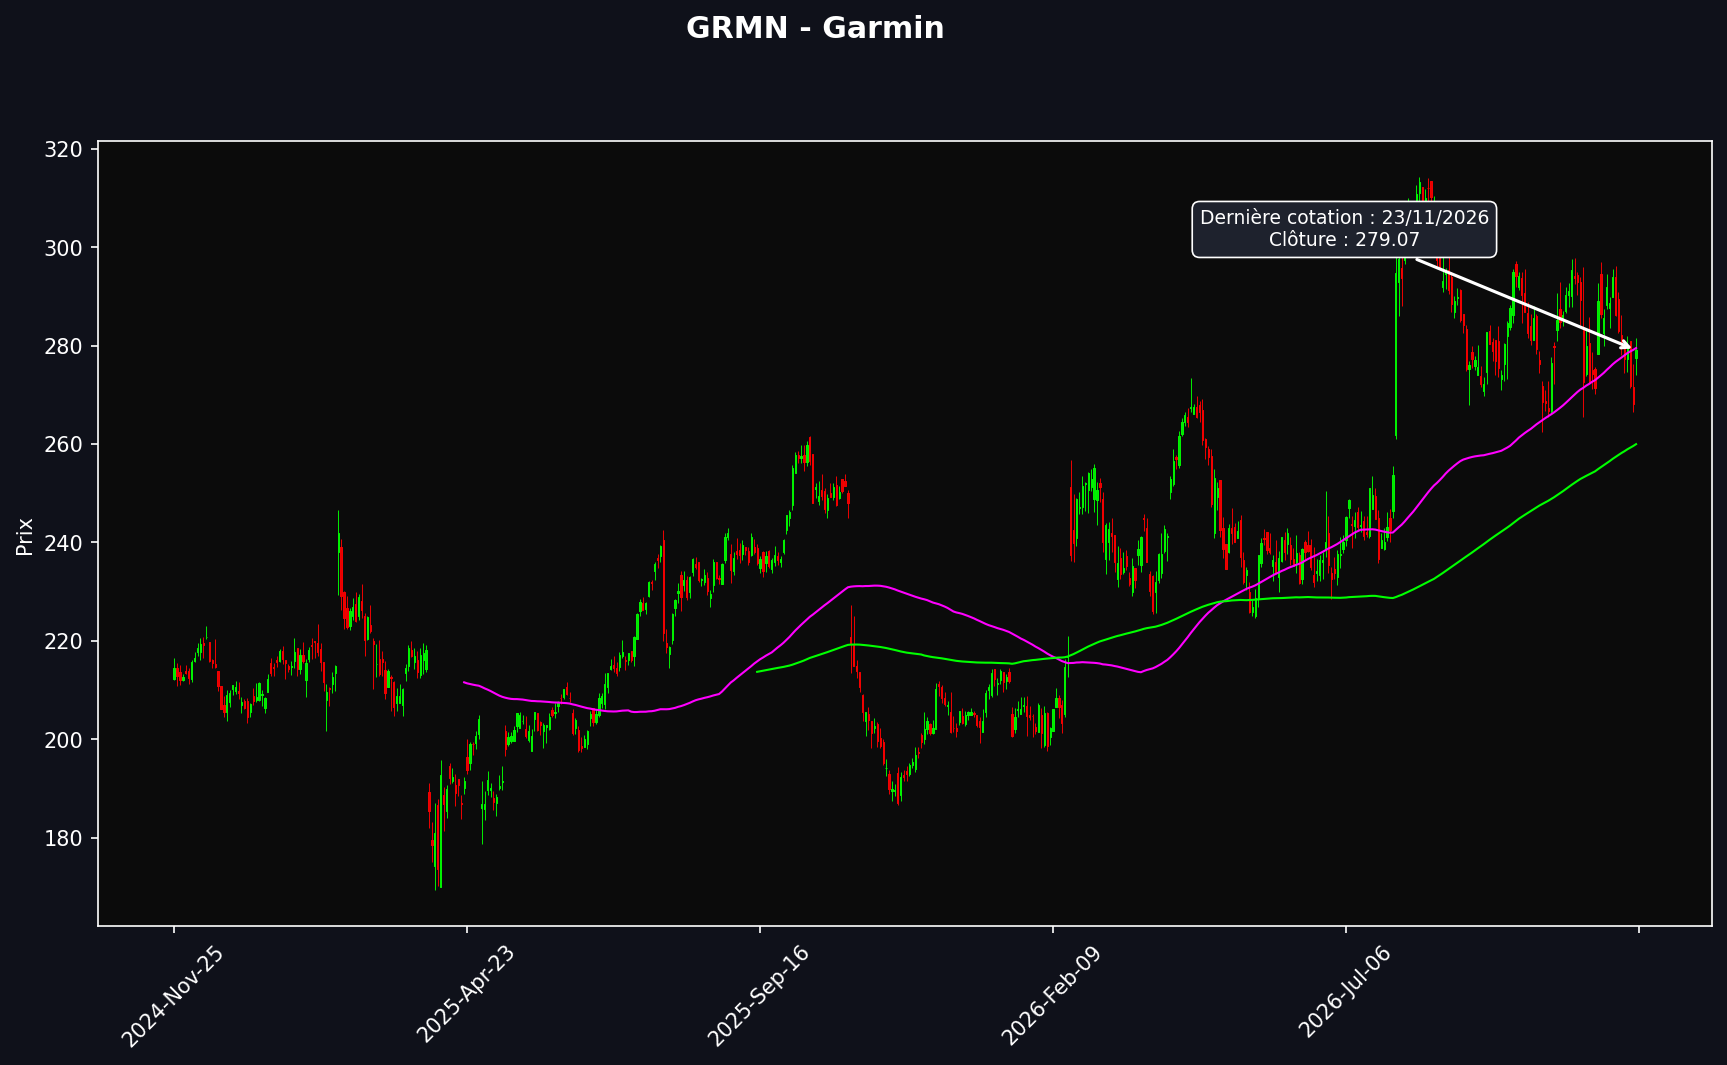 GRMN - Garmin
320
300
280
260
240
220
200
180
Prix
Dernière cotation : 23/11/2026
Clôture : 279.07
2024-Nov-25
2025-Apr-23
2025-Sep-16
2026-Feb-09
2026-Jul-06